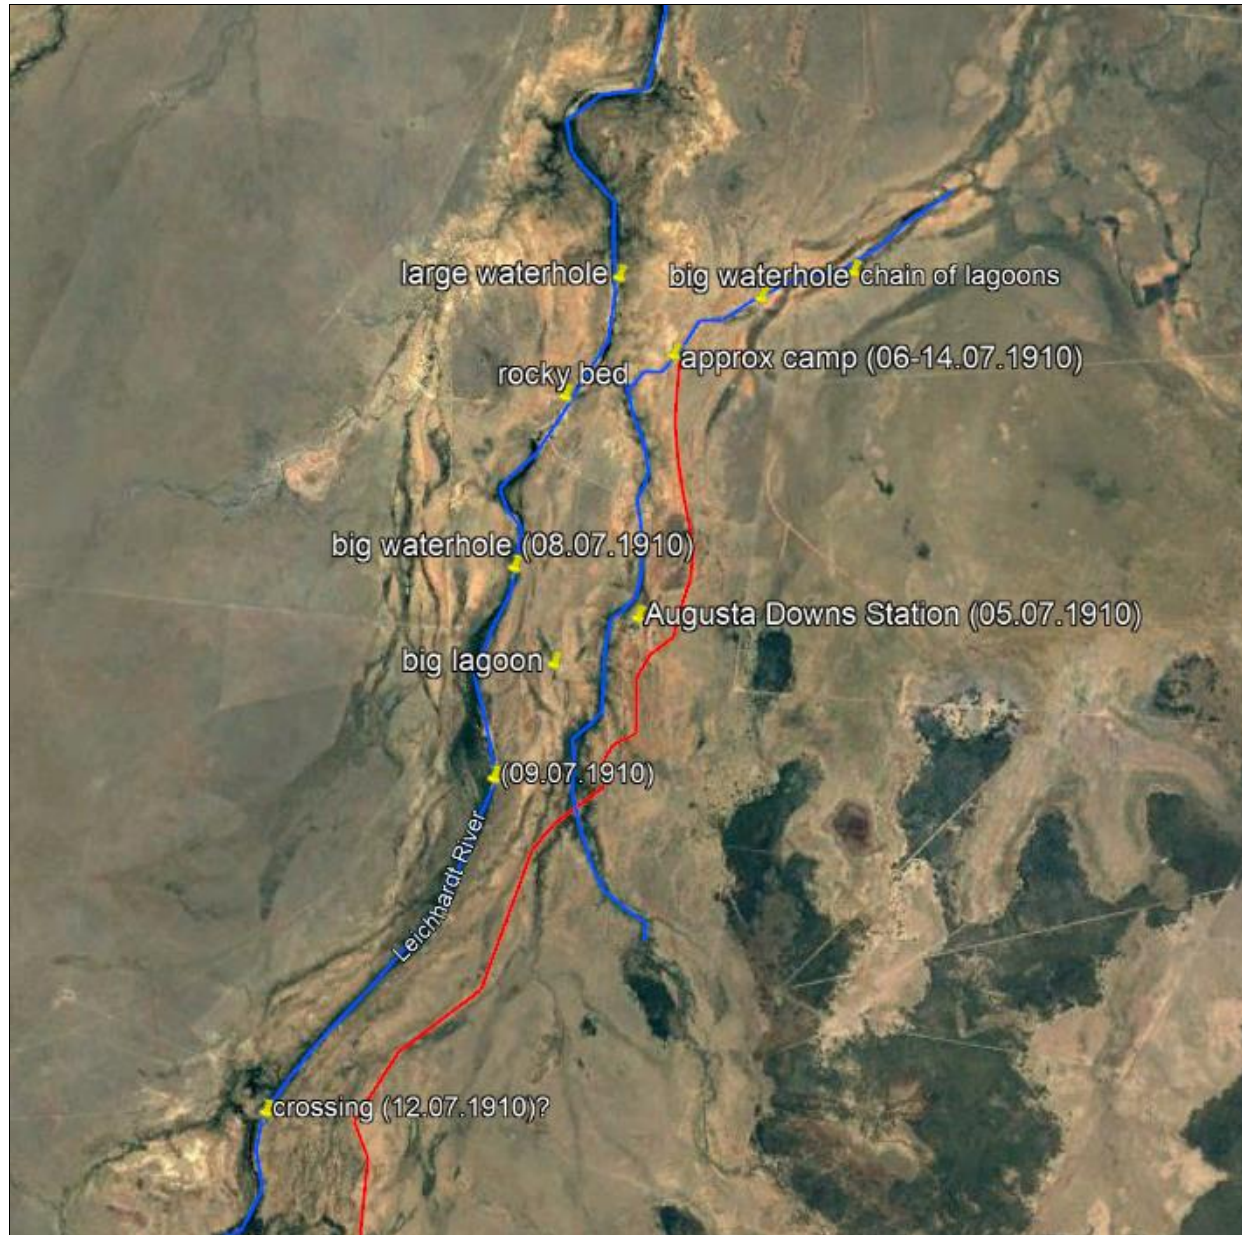 large waterhole
big waterhole
chain of lagoons
approx camp (06-14.07.1910)
rocky bed
big waterhole (08.07.1910)
Augusta Downs Station (05.07.1910)
big lagoon
(09.07.1910)
Leichhardt River
crossing (12.07.1910)?